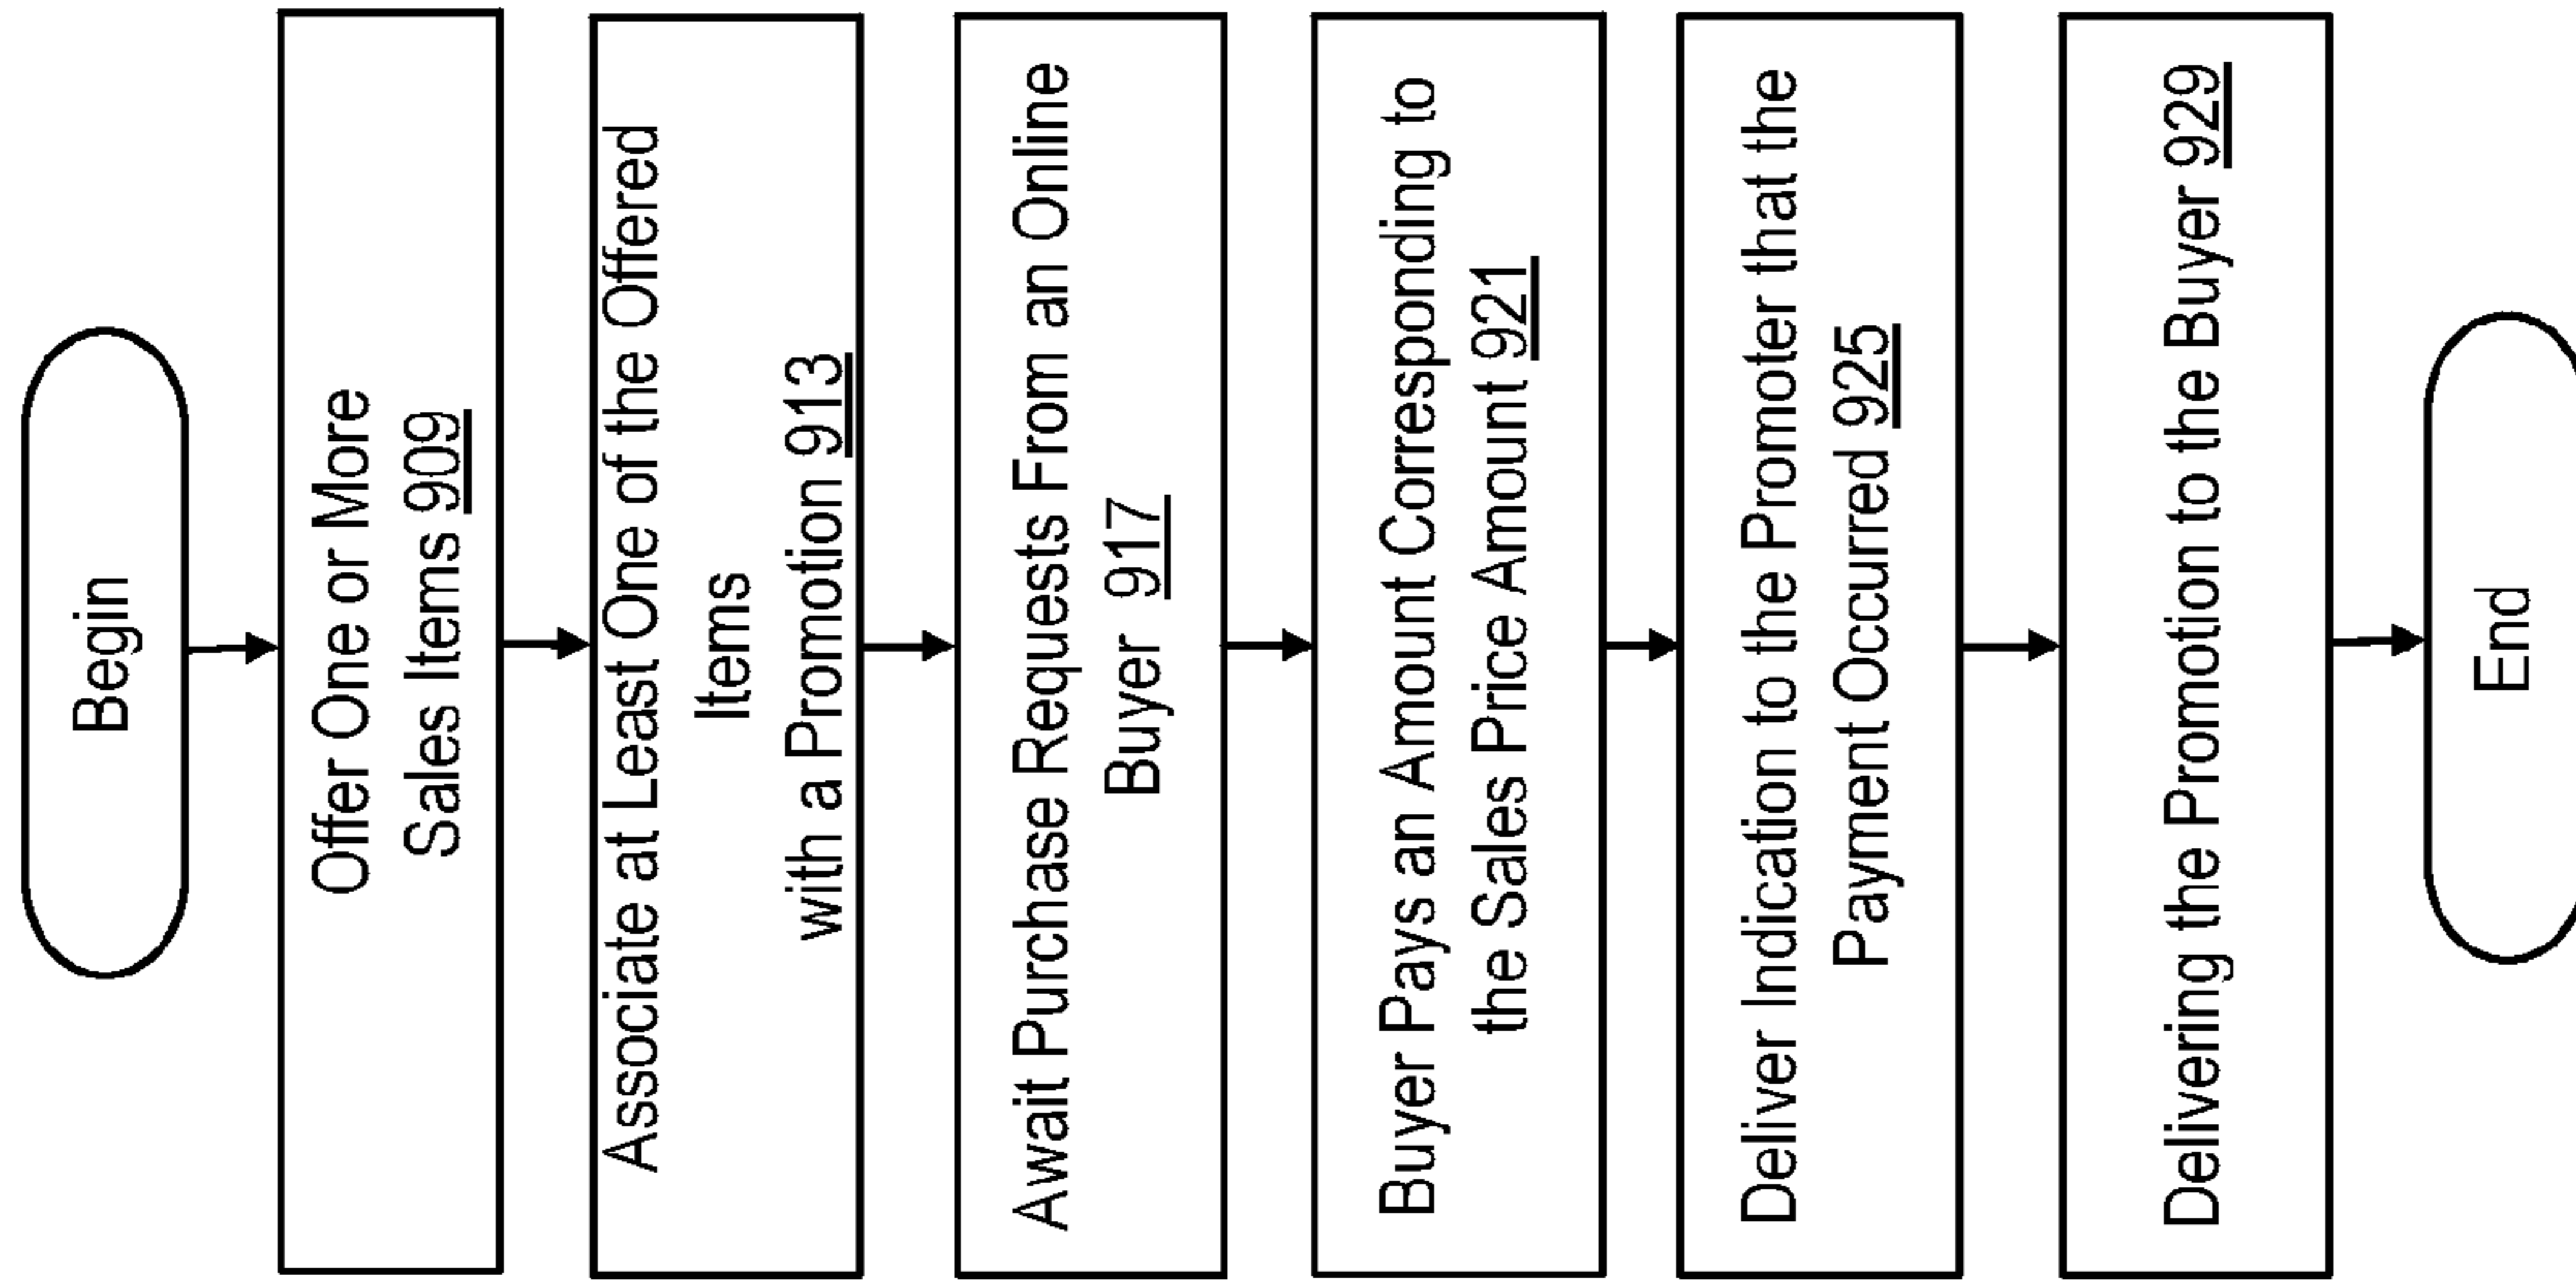 Begin
Offer One or More
Sales Items 909
Associate at Least One of the Offered
Items
with a Promotion 913
Await Purchase Requests From an Online
Buyer 917
Buyer Pays an Amount Corresponding to
the Sales Price Amount 921
Deliver Indication to the Promoter that the
Payment Occurred 925
Delivering the Promotion to the Buyer 929
End